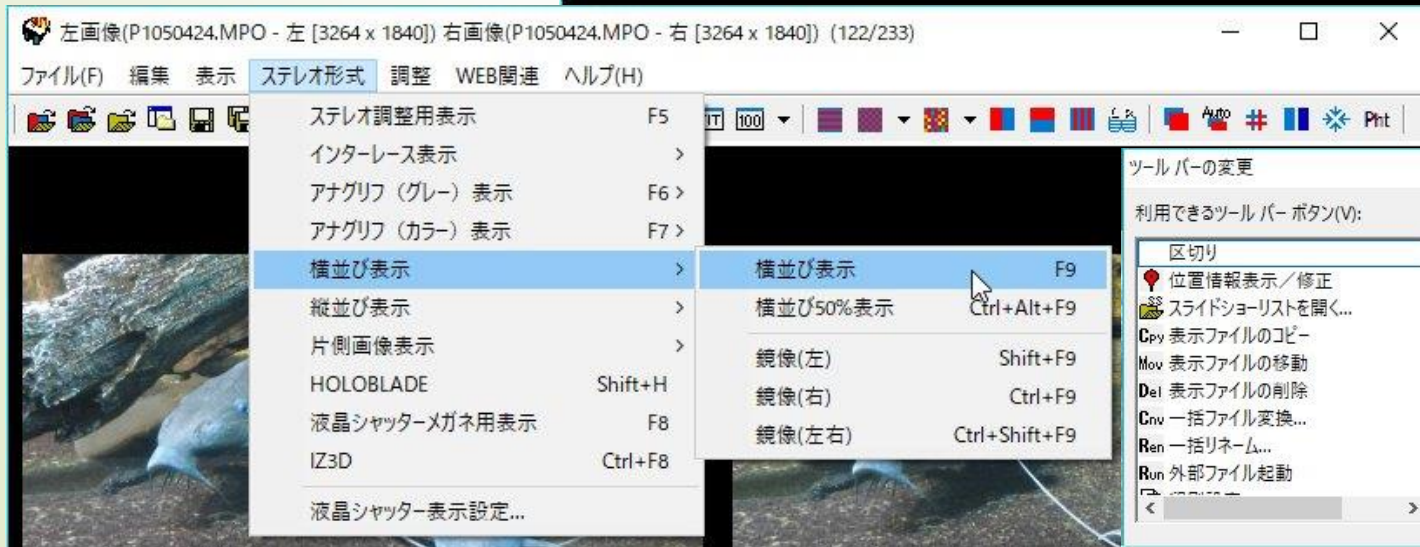 左画像(P1050424.MPO - 左 [3264 x 1840]) 右画像(P1050424.MPO - 右 [3264 x 1840]) (122/233)
ファイル(F) 編集 表示 ステレオ形式 調整 WEB関連 ヘルプ(H)
100 Auto Pht
ステレオ調整用表示 F5
インターレース表示 >
アナグリフ（グレー）表示 F6 >
アナグリフ（カラー）表示 F7 >
横並び表示 >
縦並び表示 >
片側画像表示 >
HOLOBLADE Shift+H
液晶シャッターメガネ用表示 F8
IZ3D Ctrl+F8
液晶シャッター表示設定...
横並び表示 F9
横並び50%表示 Ctrl+Alt+F9
鏡像(左) Shift+F9
鏡像(右) Ctrl+F9
鏡像(左右) Ctrl+Shift+F9
ツール バーの変更
利用できるツール バー ボタン(V):
区切り
位置情報表示／修正
SS スライドショーリストを開く...
Cpy 表示ファイルのコピー
Mov 表示ファイルの移動
Del 表示ファイルの削除
Cnv 一括ファイル変換...
Ren 一括リネーム...
Run 外部ファイル起動